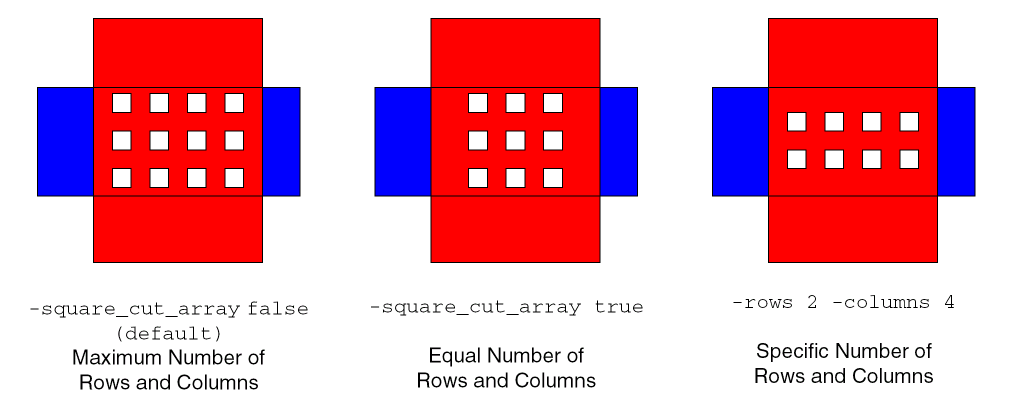 -square_cut_array false
(default)
Maximum Number of
Rows and Columns
-square_cut_array true
Equal Number of
Rows and Columns
-rows 2 -columns 4
Specific Number of
Rows and Columns